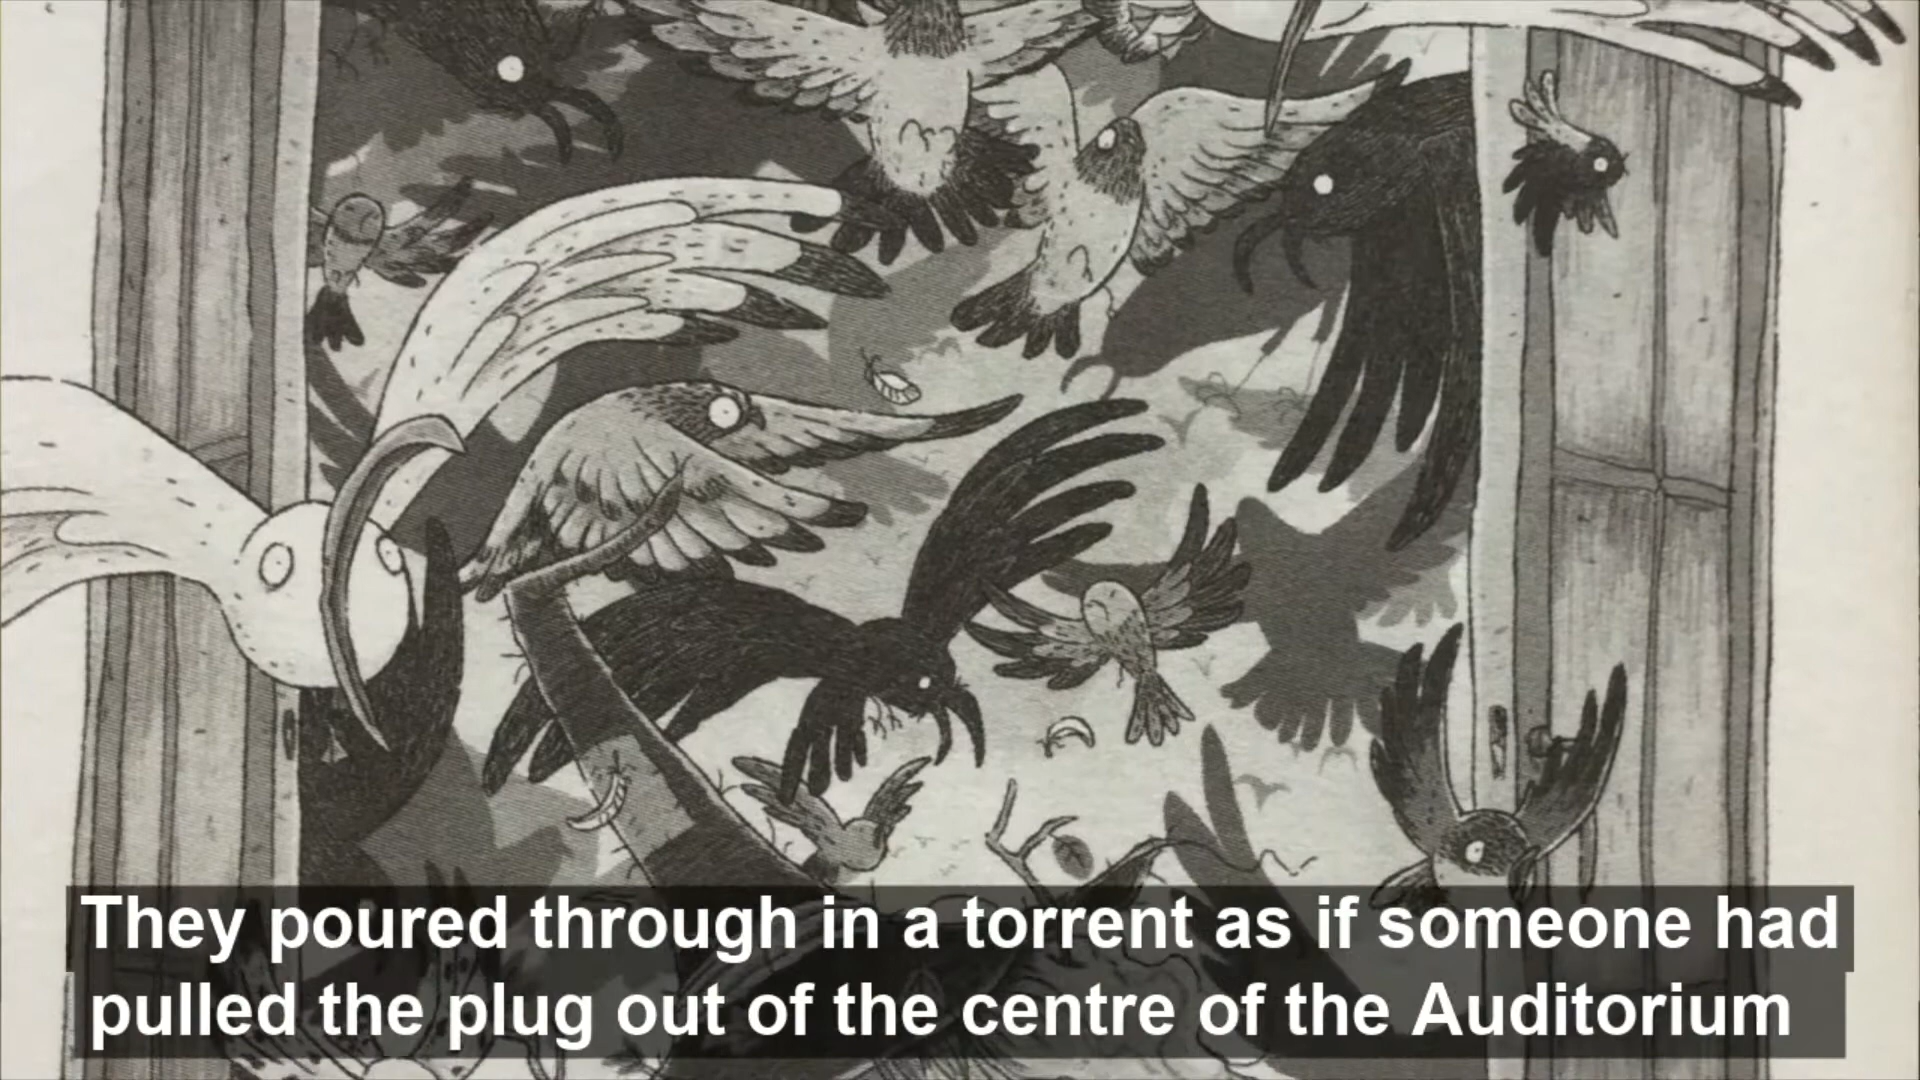 They poured through in a torrent as if someone had
pulled the plug out of the centre of the Auditorium